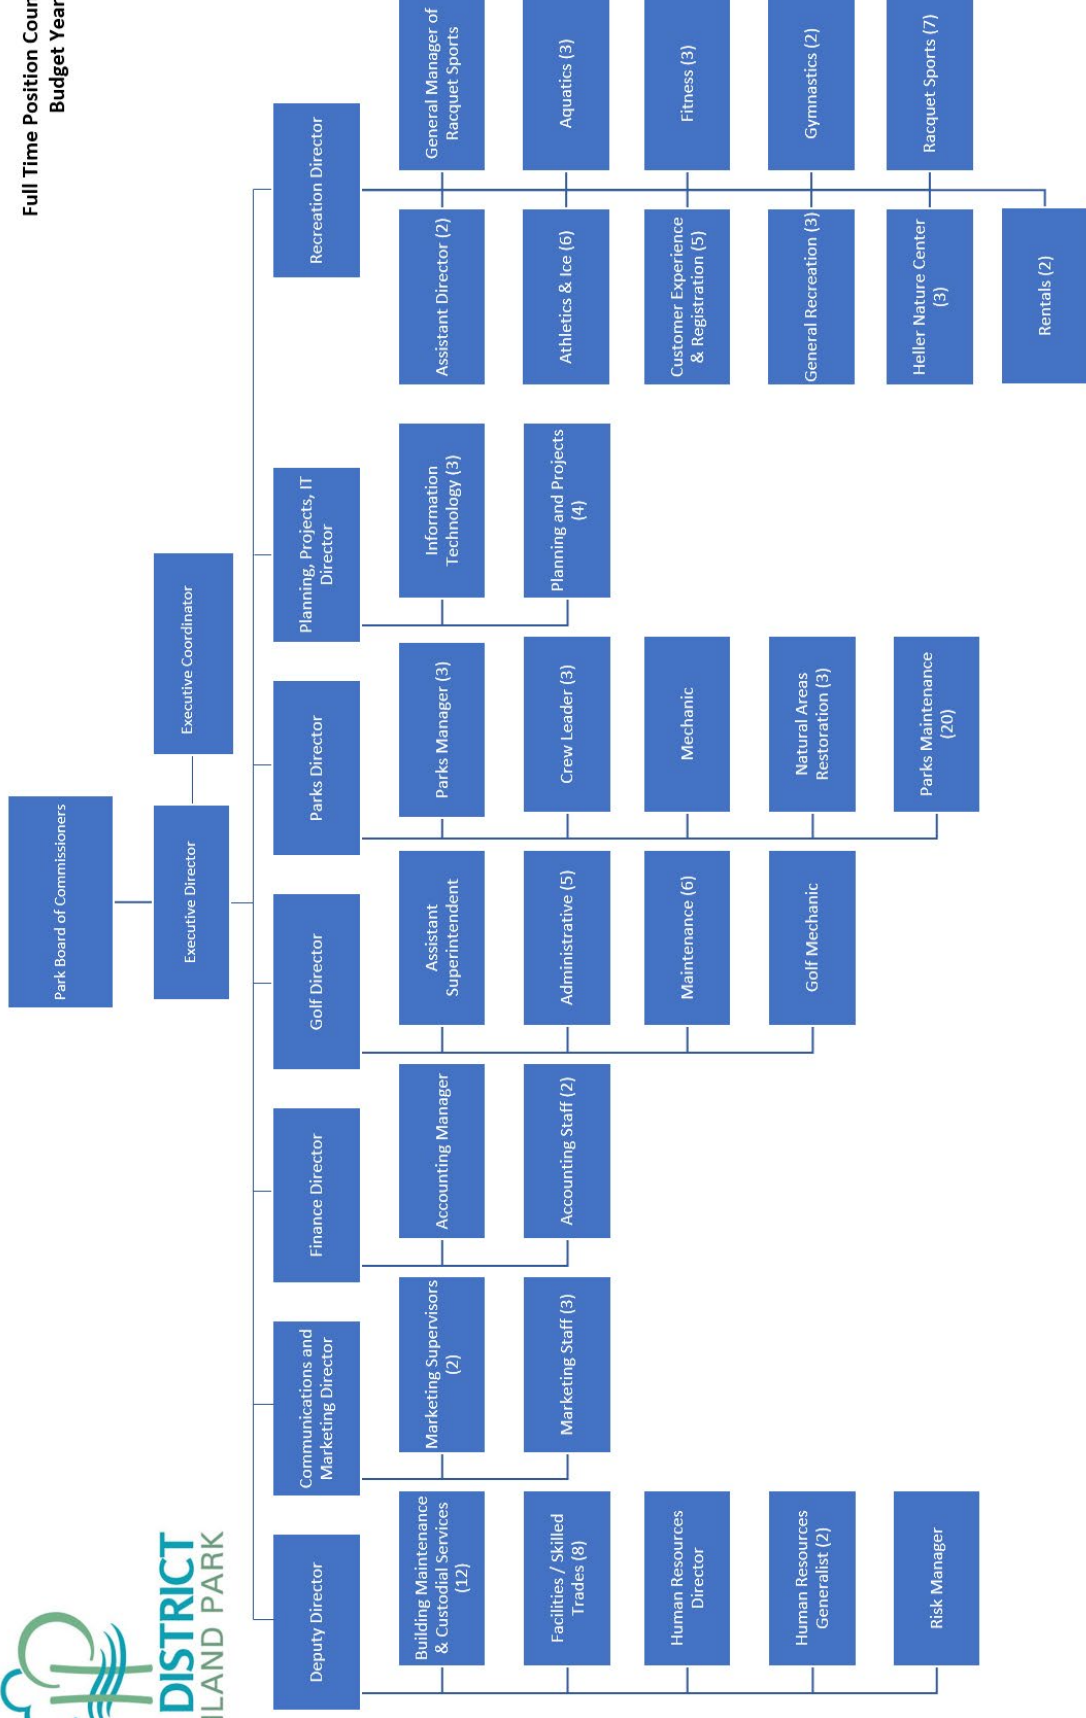 DISTRICT
LAND PARK
Full Time Position
Budget Year
Park Board of Commissioners
Executive Director
Executive Coordinator
Deputy Director
Building Maintenance
& Custodial Services
(12)
Facilities / Skilled
Trades (8)
Human Resources
Director
Human Resources
Generalist (2)
Risk Manager
Communications and
Marketing Director
Marketing Supervisors
(2)
Marketing Staff (3)
Finance Director
Accounting Manager
Accounting Staff (2)
Golf Director
Assistant
Superintendent
Administrative (5)
Maintenance (6)
Golf Mechanic
Parks Director
Parks Manager (3)
Crew Leader (3)
Mechanic
Natural Areas
Restoration (3)
Parks Maintenance
(20)
Planning, Projects, IT
Director
Information
Technology (3)
Planning and Projects
(4)
Recreation Director
Assistant Director (2)
General Manager of
Racquet Sports
Athletics & Ice (6)
Aquatics (3)
Customer Experience
& Registration (5)
Fitness (3)
General Recreation (3)
Gymnastics (2)
Heller Nature Center
(3)
Racquet Sports (7)
Rentals (2)